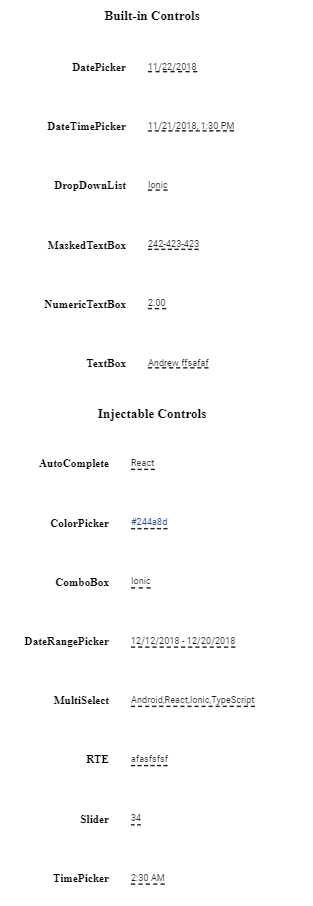 Built-in Controls
DatePicker 11/22/2018
DateTimePicker 11/21/2018, 1:30 PM
DropDownList Ionic
MaskedTextBox 242-423-423
NumericTextBox 2.00
TextBox Andrew ffsafaf
Injectable Controls
AutoComplete React
ColorPicker #244a8d
ComboBox Ionic
DateRangePicker 12/12/2018 - 12/20/2018
MultiSelect Android,React,Ionic,TypeScript
RTE afasfsfsf
Slider 34
TimePicker 2:30 AM